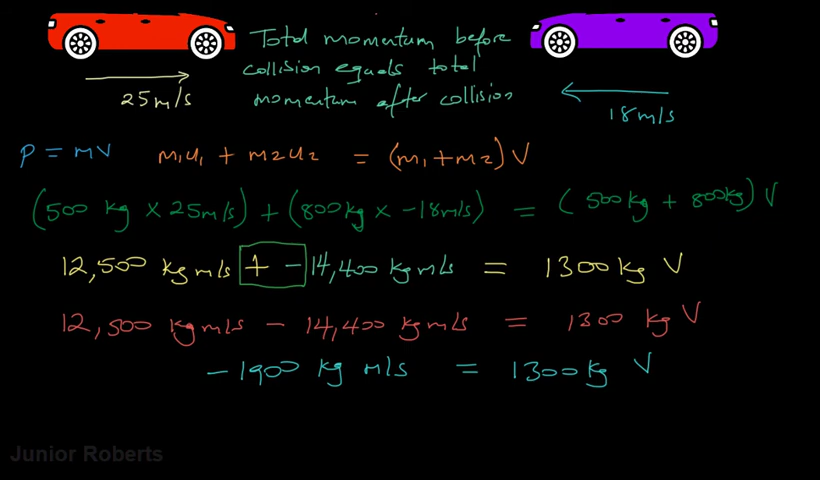 Total momentum before
collision equals total
momentum after collision
25m/s
18m/s
P = mv m₁u₁ + m₂u₂ = (m₁+m₂) V
(500 kg × 25m/s) + (800kg × -18m/s) = (500kg + 800kg) V
12,500 kgm/s + - 14,400 kgm/s = 1300kg V
12,500 kgm/s - 14,400 kgm/s = 1300 kg V
- 1900 kg m/s = 1300kg V
Junior Roberts